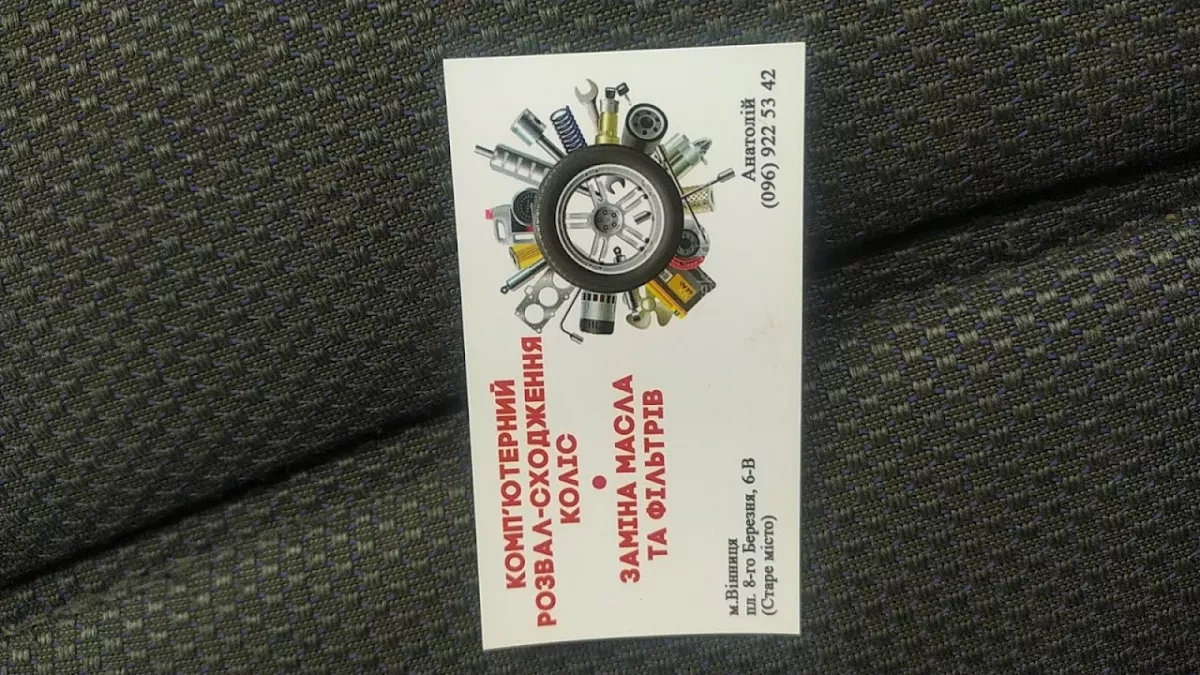 КОМП'ЮТЕРНИЙ
РОЗВАЛ-СХОДЖЕННЯ
КОЛІС
ЗАМІНА МАСЛА
ТА ФІЛЬТРІВ
м.Вінниця
пл. 8-го Березня, 6-В
(Старе місто)
Анатолій
(096) 922 53 42